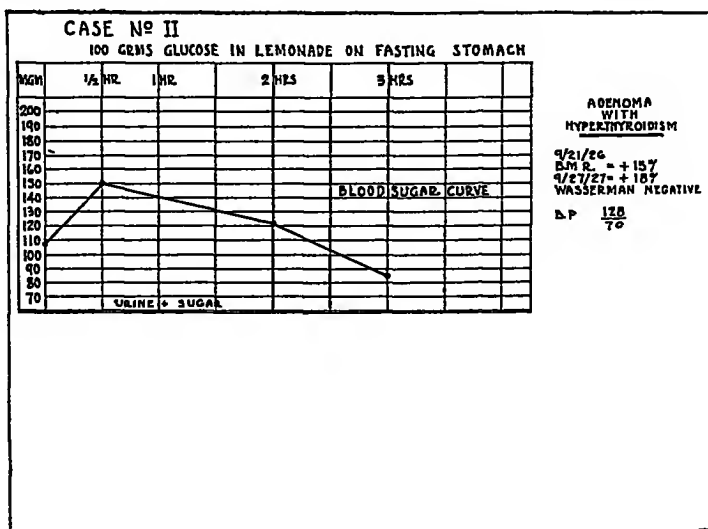 CASE Nº II
100 GRMS GLUCOSE IN LEMONADE ON FASTING STOMACH
MGM 1/2 HR. 1 HR. 2 HRS 3 HRS
200
190
180
170
160
150
140
130
120
110
100
90
80
70
BLOOD SUGAR CURVE
URINE + SUGAR
ADENOMA
WITH
HYPERTHYROIDISM
9/21/26
B.M.R. = +15%
9/27/27 = +18%
WASSERMAN NEGATIVE
B.P. 128
70